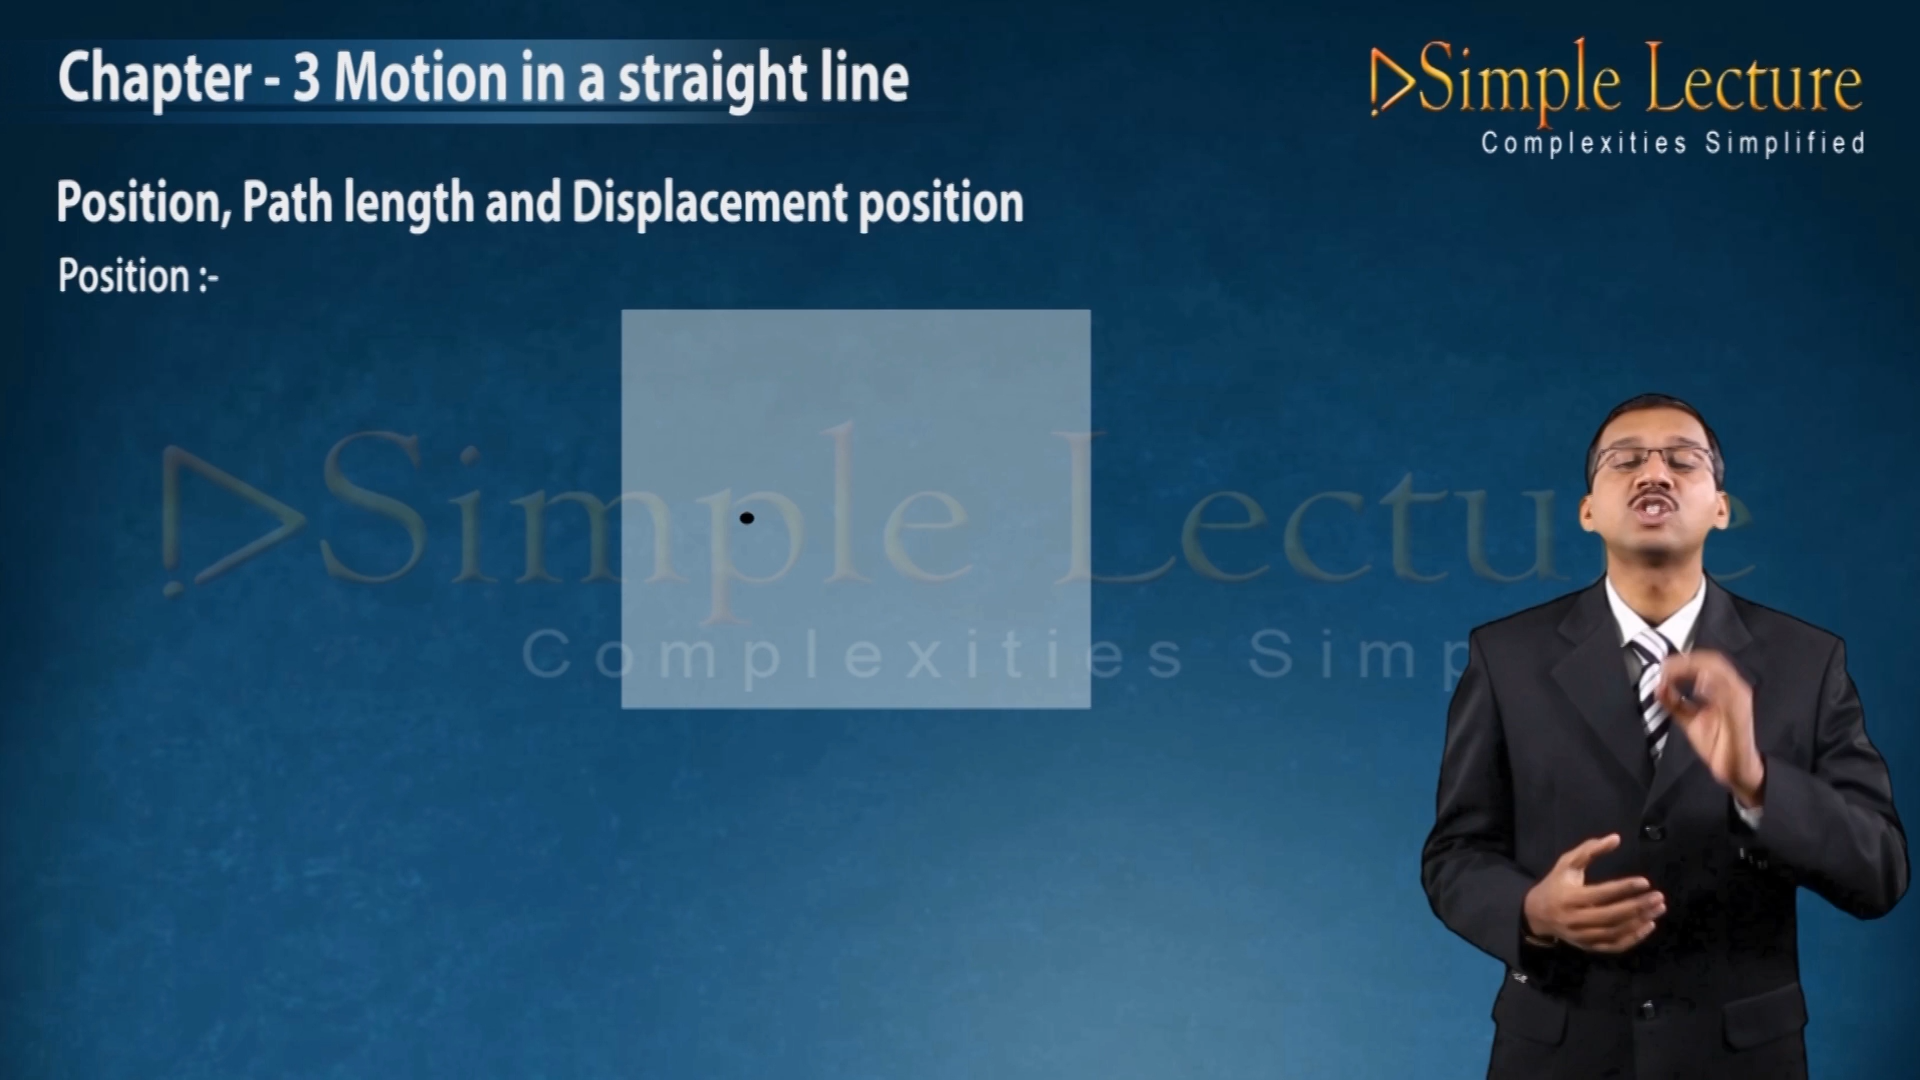 Chapter - 3 Motion in a straight line
Simple Lecture
Complexities Simplified
Position, Path length and Displacement position
Position :-
Simple Lecture
Complexities Simp